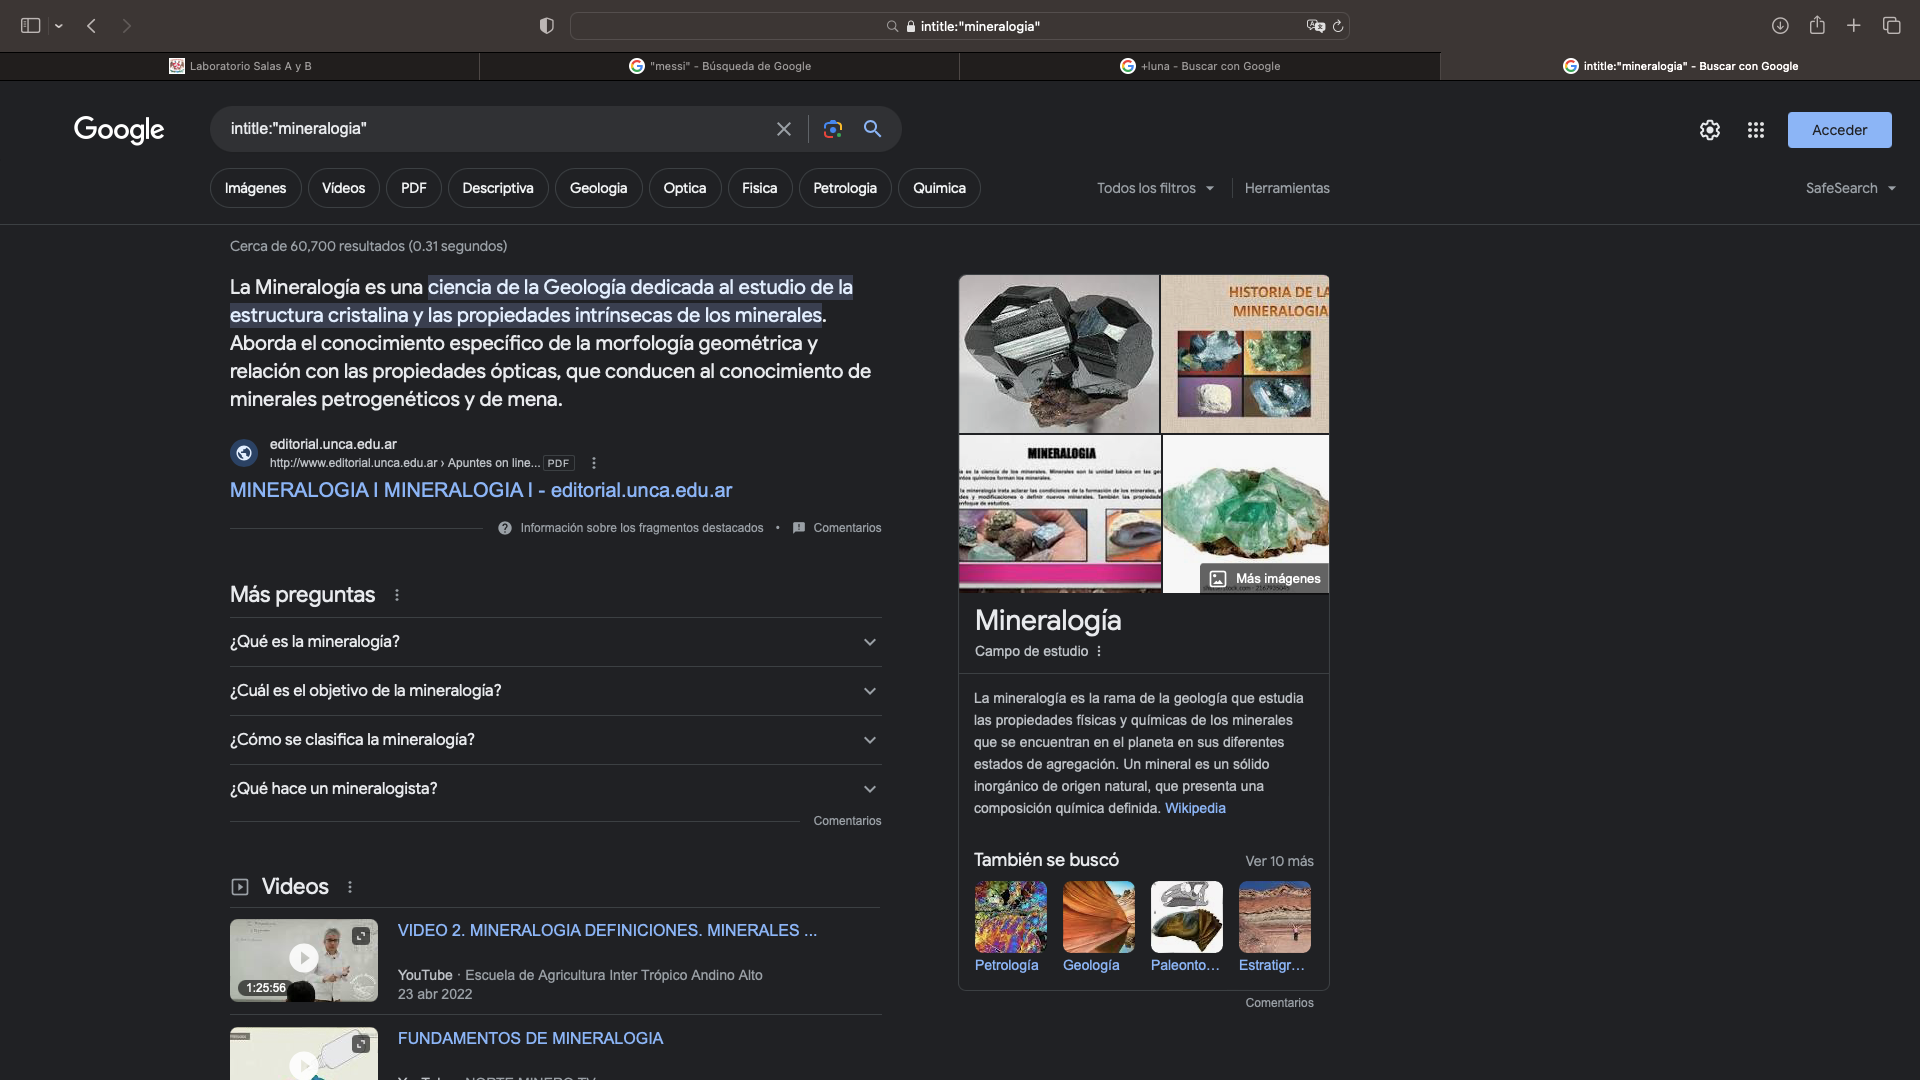 intitle:"mineralogia"
Laboratorio Salas A y B
"messi" - Búsqueda de Google
+luna - Buscar con Google
intitle:"mineralogia" - Buscar con Google
Google
intitle:"mineralogia"
Acceder
Imágenes
Vídeos
PDF
Descriptiva
Geologia
Optica
Fisica
Petrologia
Quimica
Todos los filtros
Herramientas
SafeSearch
Cerca de 60,700 resultados (0.31 segundos)
La Mineralogía es una ciencia de la Geología dedicada al estudio de la
estructura cristalina y las propiedades intrínsecas de los minerales.
Aborda el conocimiento específico de la morfología geométrica y
relación con las propiedades ópticas, que conducen al conocimiento de
minerales petrogenéticos y de mena.
editorial.unca.edu.ar
http://www.editorial.unca.edu.ar › Apuntes on line... PDF
MINERALOGIA I MINERALOGIA I - editorial.unca.edu.ar
Información sobre los fragmentos destacados • Comentarios
Más preguntas
¿Qué es la mineralogía?
¿Cuál es el objetivo de la mineralogía?
¿Cómo se clasifica la mineralogía?
¿Qué hace un mineralogista?
Comentarios
Videos
1:25:56
VIDEO 2. MINERALOGIA DEFINICIONES. MINERALES ...
YouTube · Escuela de Agricultura Inter Trópico Andino Alto
23 abr 2022
FUNDAMENTOS DE MINERALOGIA
HISTORIA DE LA
MINERALOGIA
MINERALOGIA
Más imágenes
Mineralogía
Campo de estudio
La mineralogía es la rama de la geología que estudia
las propiedades físicas y químicas de los minerales
que se encuentran en el planeta en sus diferentes
estados de agregación. Un mineral es un sólido
inorgánico de origen natural, que presenta una
composición química definida. Wikipedia
También se buscó
Ver 10 más
Petrología
Geología
Paleonto...
Estratigr...
Comentarios